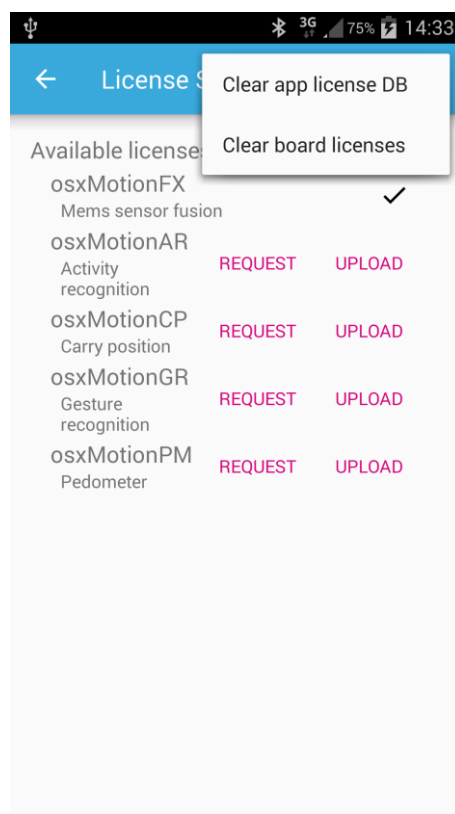 3G 75% 14:33
License S
Clear app license DB
Clear board licenses
Available licenses
osxMotionFX
Mems sensor fusion
osxMotionAR
Activity
recognition
REQUEST UPLOAD
osxMotionCP
Carry position
REQUEST UPLOAD
osxMotionGR
Gesture
recognition
REQUEST UPLOAD
osxMotionPM
Pedometer
REQUEST UPLOAD